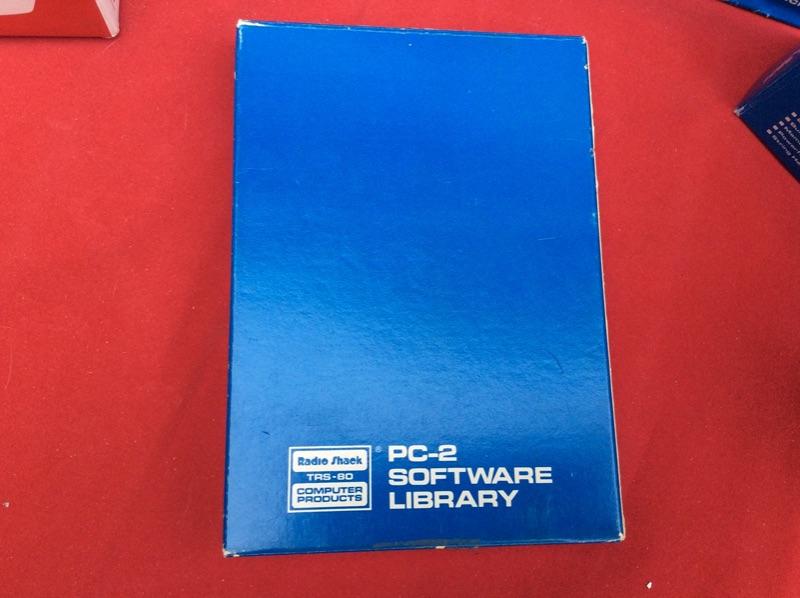 Radio Shack
TRS-80
COMPUTER
PRODUCTS
®
PC-2
SOFTWARE
LIBRARY